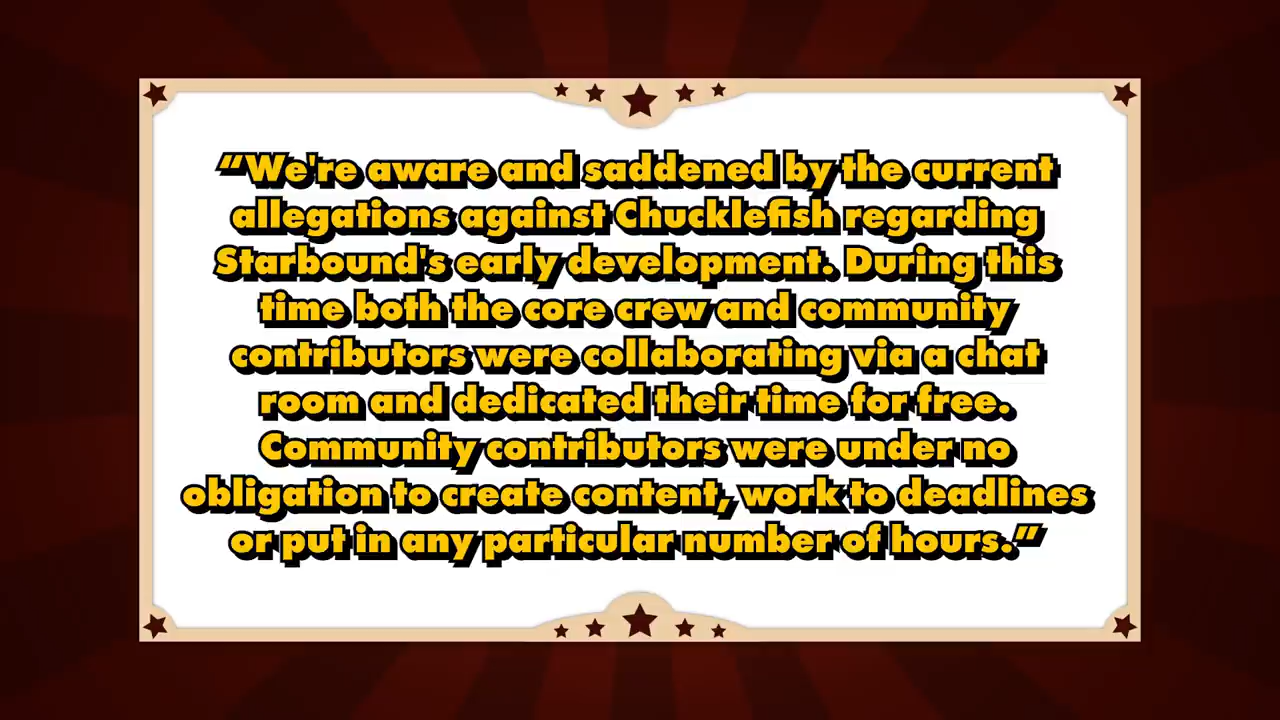 “We're aware and saddened by the current
allegations against Chucklefish regarding
Starbound's early development. During this
time both the core crew and community
contributors were collaborating via a chat
room and dedicated their time for free.
Community contributors were under no
obligation to create content, work to deadlines
or put in any particular number of hours.”